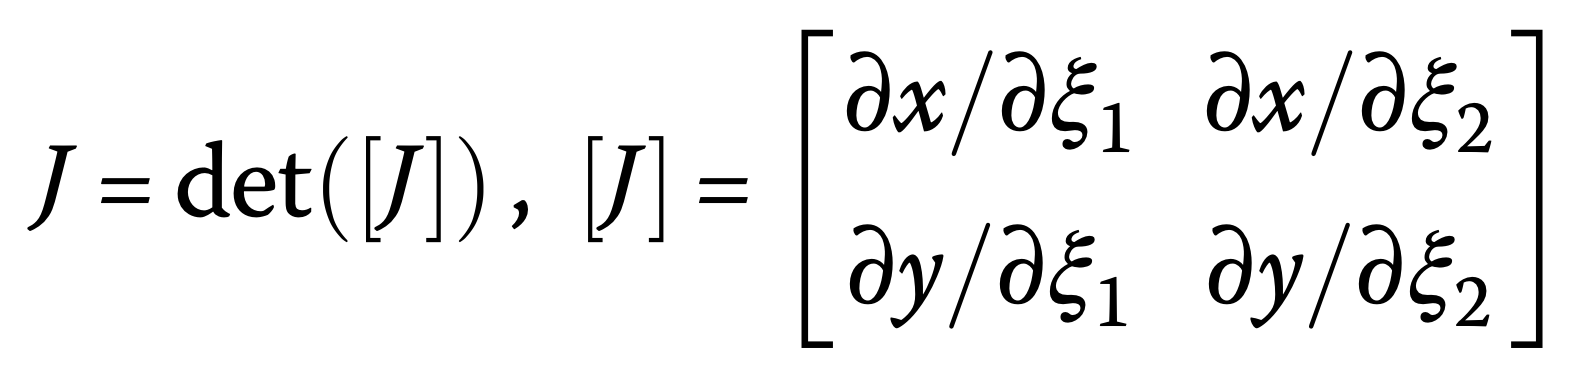 J = det([J]) , [J] = [∂x/∂ξ₁ ∂x/∂ξ₂
∂y/∂ξ₁ ∂y/∂ξ₂]